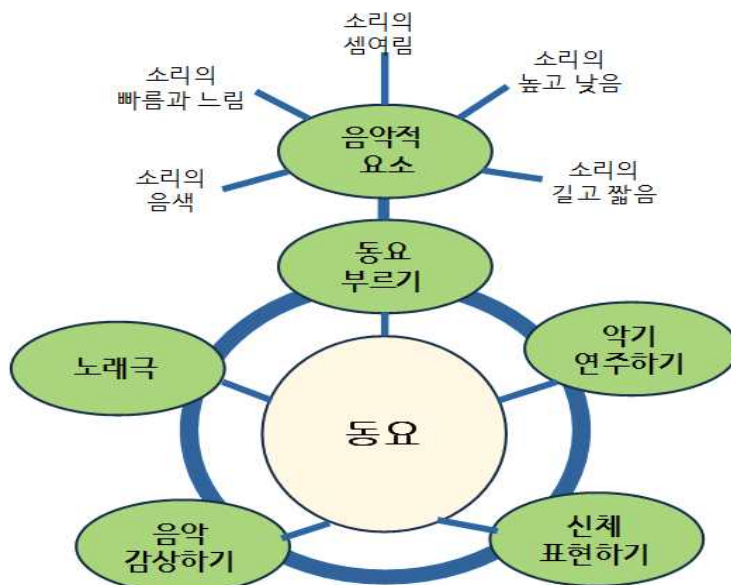 소리의
셈여림
소리의
빠름과 느림
소리의
높고 낮음
음악적
요소
소리의
음색
소리의
길고 짧음
동요
부르기
노래극
악기
연주하기
동요
음악
감상하기
신체
표현하기